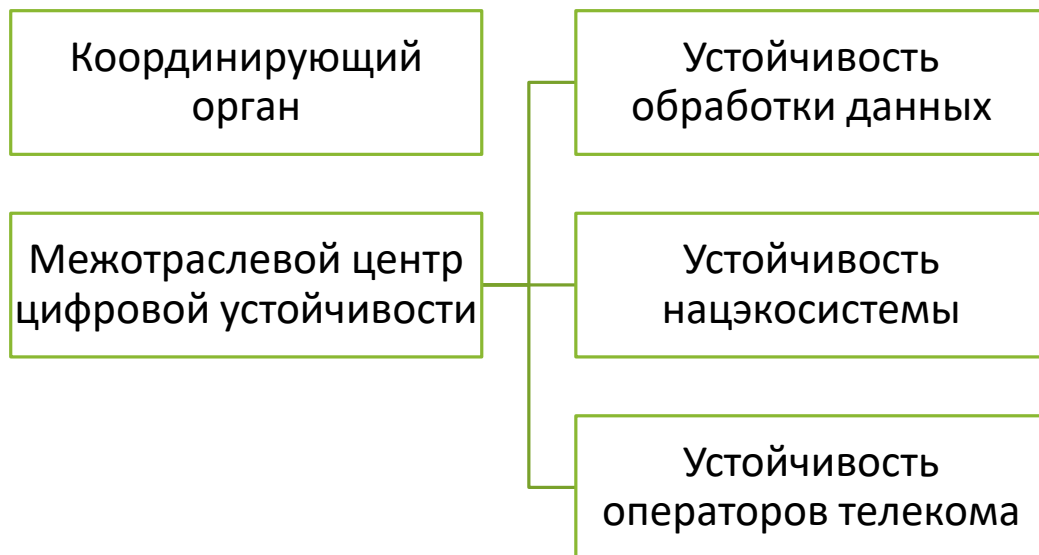 Координирующий
орган
Межотраслевой центр
цифровой устойчивости
Устойчивость
обработки данных
Устойчивость
нацэкосистемы
Устойчивость
операторов телекома